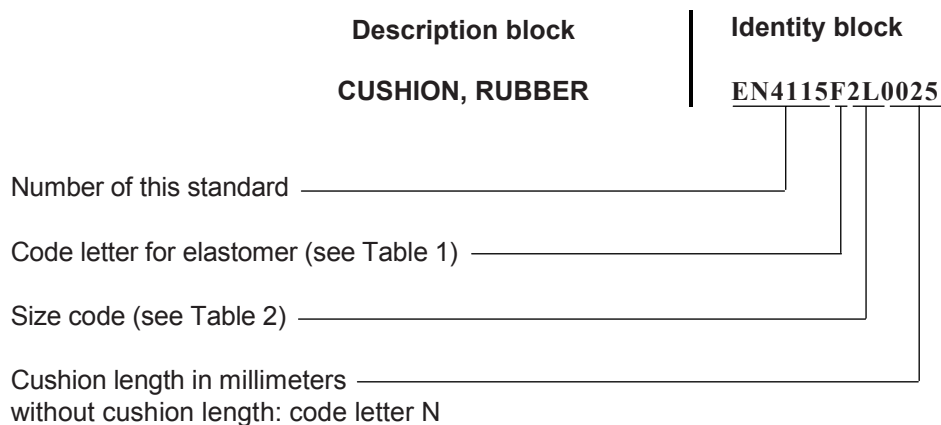 Description block Identity block
CUSHION, RUBBER EN4115F2L0025
Number of this standard
Code letter for elastomer (see Table 1)
Size code (see Table 2)
Cushion length in millimeters
without cushion length: code letter N